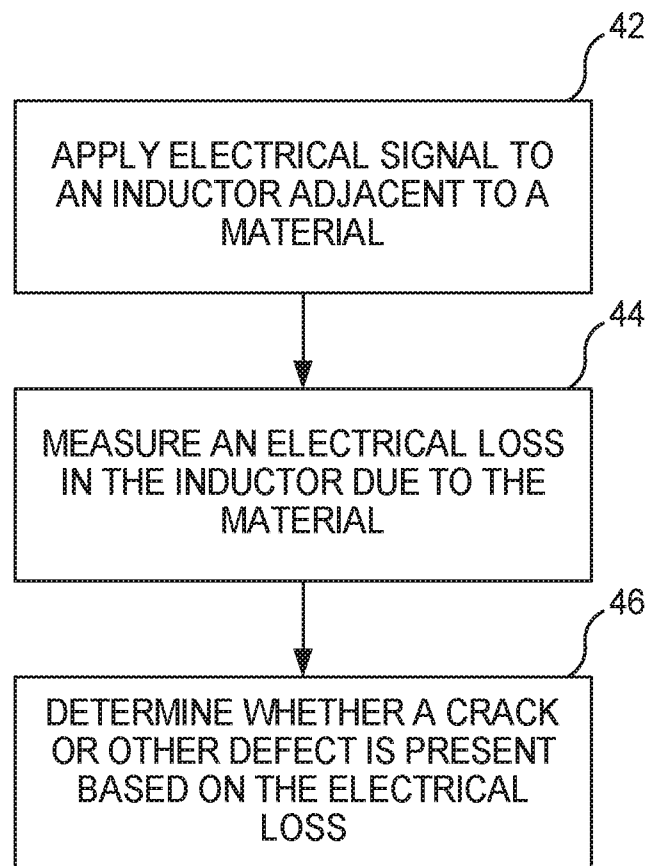 42
APPLY ELECTRICAL SIGNAL TO
AN INDUCTOR ADJACENT TO A
MATERIAL
44
MEASURE AN ELECTRICAL LOSS
IN THE INDUCTOR DUE TO THE
MATERIAL
46
DETERMINE WHETHER A CRACK
OR OTHER DEFECT IS PRESENT
BASED ON THE ELECTRICAL
LOSS